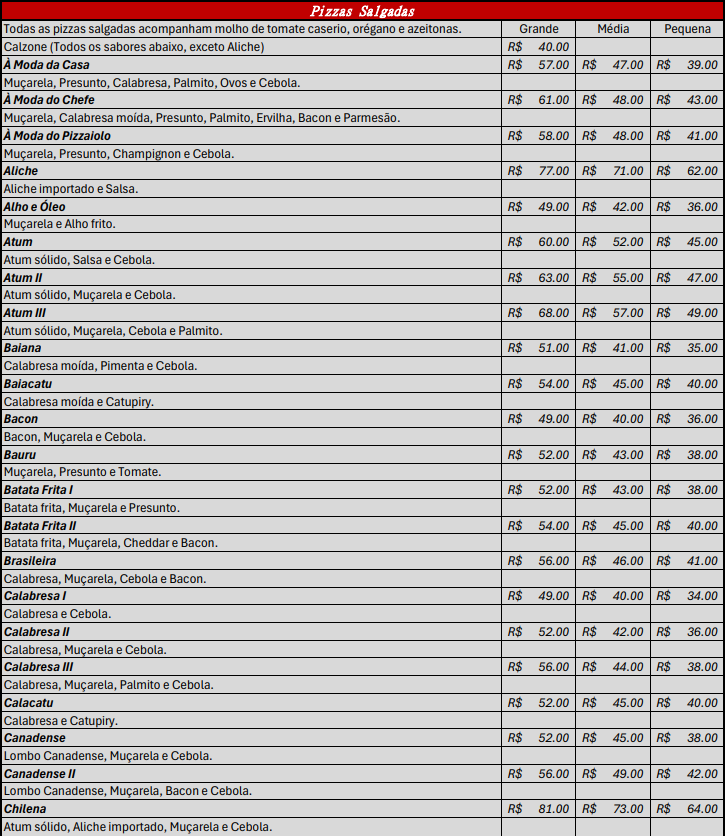 Pizzas Salgadas
Todas as pizzas salgadas acompanham molho de tomate caserio, orégano e azeitonas. Grande Média Pequena
Calzone (Todos os sabores abaixo, exceto Aliche) R$ 40.00
À Moda da Casa R$ 57.00 R$ 47.00 R$ 39.00
Muçarela, Presunto, Calabresa, Palmito, Ovos e Cebola.
À Moda do Chefe R$ 61.00 R$ 48.00 R$ 43.00
Muçarela, Calabresa moída, Presunto, Palmito, Ervilha, Bacon e Parmesão.
À Moda do Pizzaiolo R$ 58.00 R$ 48.00 R$ 41.00
Muçarela, Presunto, Champignon e Cebola.
Aliche R$ 77.00 R$ 71.00 R$ 62.00
Aliche importado e Salsa.
Alho e Óleo R$ 49.00 R$ 42.00 R$ 36.00
Muçarela e Alho frito.
Atum R$ 60.00 R$ 52.00 R$ 45.00
Atum sólido, Salsa e Cebola.
Atum II R$ 63.00 R$ 55.00 R$ 47.00
Atum sólido, Muçarela e Cebola.
Atum III R$ 68.00 R$ 57.00 R$ 49.00
Atum sólido, Muçarela, Cebola e Palmito.
Baiana R$ 51.00 R$ 41.00 R$ 35.00
Calabresa moída, Pimenta e Cebola.
Baiacatu R$ 54.00 R$ 45.00 R$ 40.00
Calabresa moída e Catupiry.
Bacon R$ 49.00 R$ 40.00 R$ 36.00
Bacon, Muçarela e Cebola.
Bauru R$ 52.00 R$ 43.00 R$ 38.00
Muçarela, Presunto e Tomate.
Batata Frita I R$ 52.00 R$ 43.00 R$ 38.00
Batata frita, Muçarela e Presunto.
Batata Frita II R$ 54.00 R$ 45.00 R$ 40.00
Batata frita, Muçarela, Cheddar e Bacon.
Brasileira R$ 56.00 R$ 46.00 R$ 41.00
Calabresa, Muçarela, Cebola e Bacon.
Calabresa I R$ 49.00 R$ 40.00 R$ 34.00
Calabresa e Cebola.
Calabresa II R$ 52.00 R$ 42.00 R$ 36.00
Calabresa, Muçarela e Cebola.
Calabresa III R$ 56.00 R$ 44.00 R$ 38.00
Calabresa, Muçarela, Palmito e Cebola.
Calacatu R$ 52.00 R$ 45.00 R$ 40.00
Calabresa e Catupiry.
Canadense R$ 52.00 R$ 45.00 R$ 38.00
Lombo Canadense, Muçarela e Cebola.
Canadense II R$ 56.00 R$ 49.00 R$ 42.00
Lombo Canadense, Muçarela, Bacon e Cebola.
Chilena R$ 81.00 R$ 73.00 R$ 64.00
Atum sólido, Aliche importado, Muçarela e Cebola.